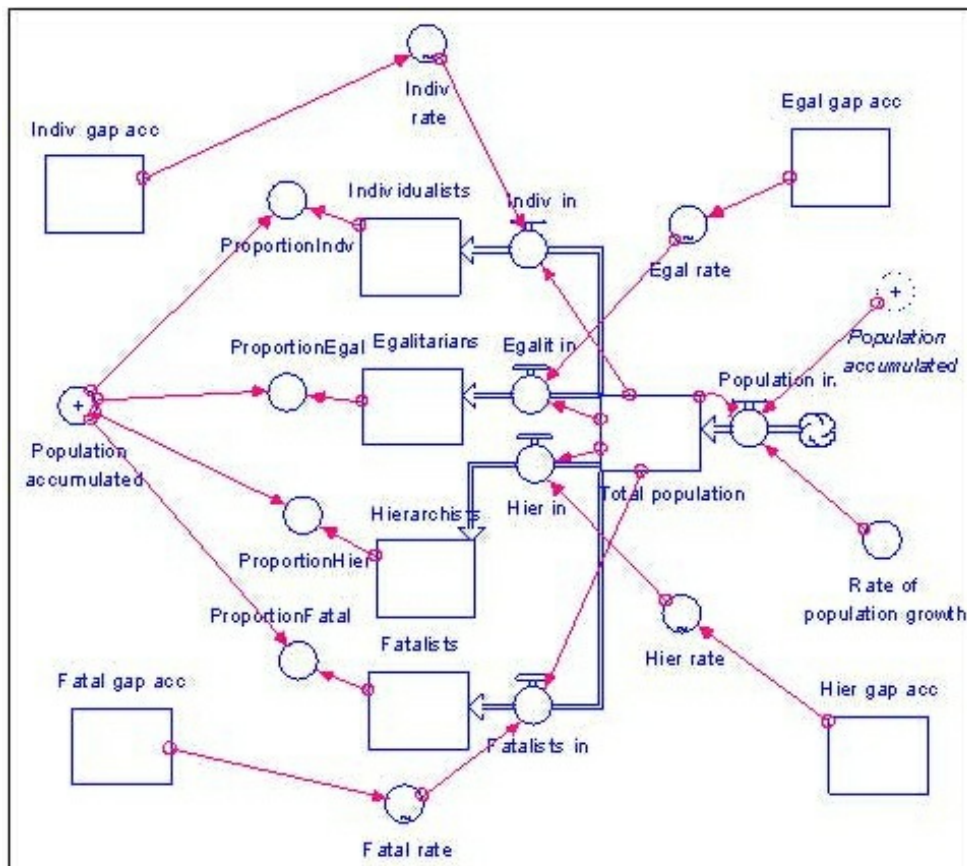 Indiv
rate
Indiv gap acc
Egal gap acc
Individualists
Indiv in
ProportionIndv
Egal rate
ProportionEgal
Egalitarians
Egalit in
Population
accumulated
Population in
Population
accumulated
Hierarchists
Hier in
Total population
ProportionHier
Rate of
population growth
ProportionFatal
Fatalists
Hier rate
Fatal gap acc
Hier gap acc
Fatalists in
Fatal rate